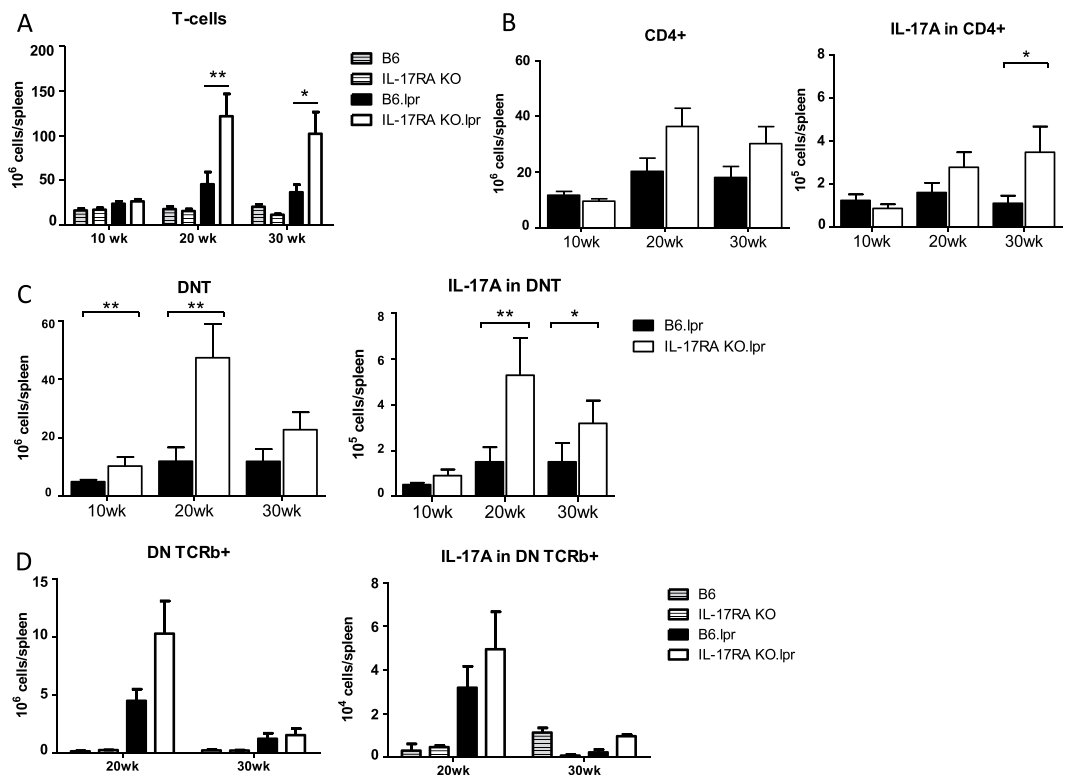 A
T-cells
10⁶ cells/spleen
200
150
100
50
0
**
*
10 wk
20 wk
30 wk
B6
IL-17RA KO
B6.lpr
IL-17RA KO.lpr
B
CD4+
10⁶ cells/spleen
60
40
20
0
10wk
20wk
30wk
IL-17A in CD4+
10⁵ cells/spleen
8
6
4
2
0
*
10wk
20wk
30wk
C
DNT
10⁶ cells/spleen
60
40
20
0
**
**
10wk
20wk
30wk
IL-17A in DNT
10⁵ cells/spleen
8
6
4
2
0
**
*
10wk
20wk
30wk
B6.lpr
IL-17RA KO.lpr
D
DN TCRb+
10⁶ cells/spleen
15
10
5
0
20wk
30wk
IL-17A in DN TCRb+
10⁴ cells/spleen
8
6
4
2
0
20wk
30wk
B6
IL-17RA KO
B6.lpr
IL-17RA KO.lpr